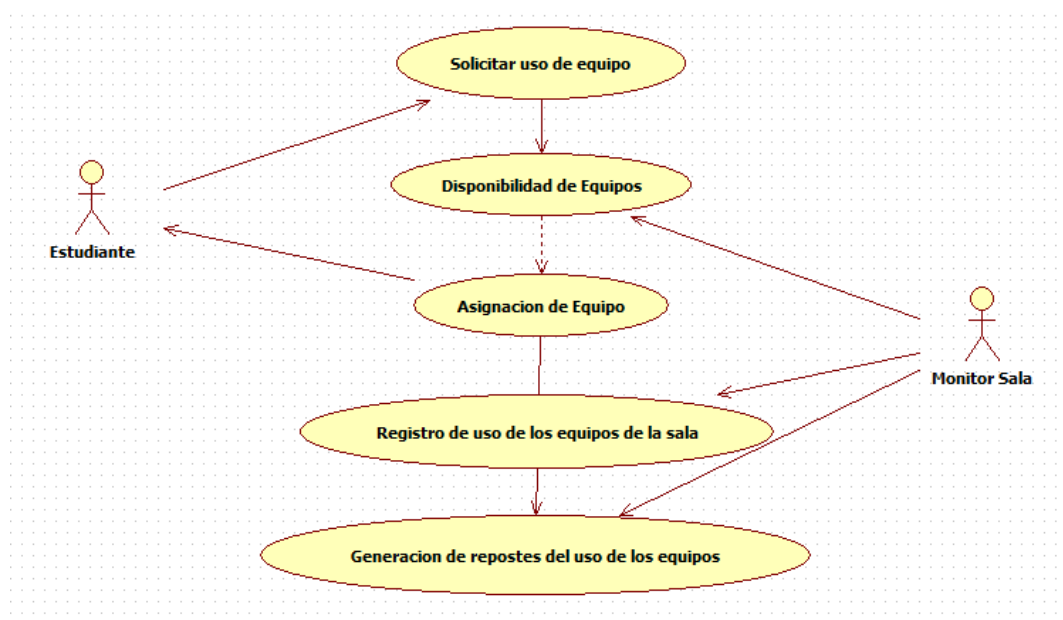 Solicitar uso de equipo
Disponibilidad de Equipos
Estudiante
Asignacion de Equipo
Monitor Sala
Registro de uso de los equipos de la sala
Generacion de repostes del uso de los equipos